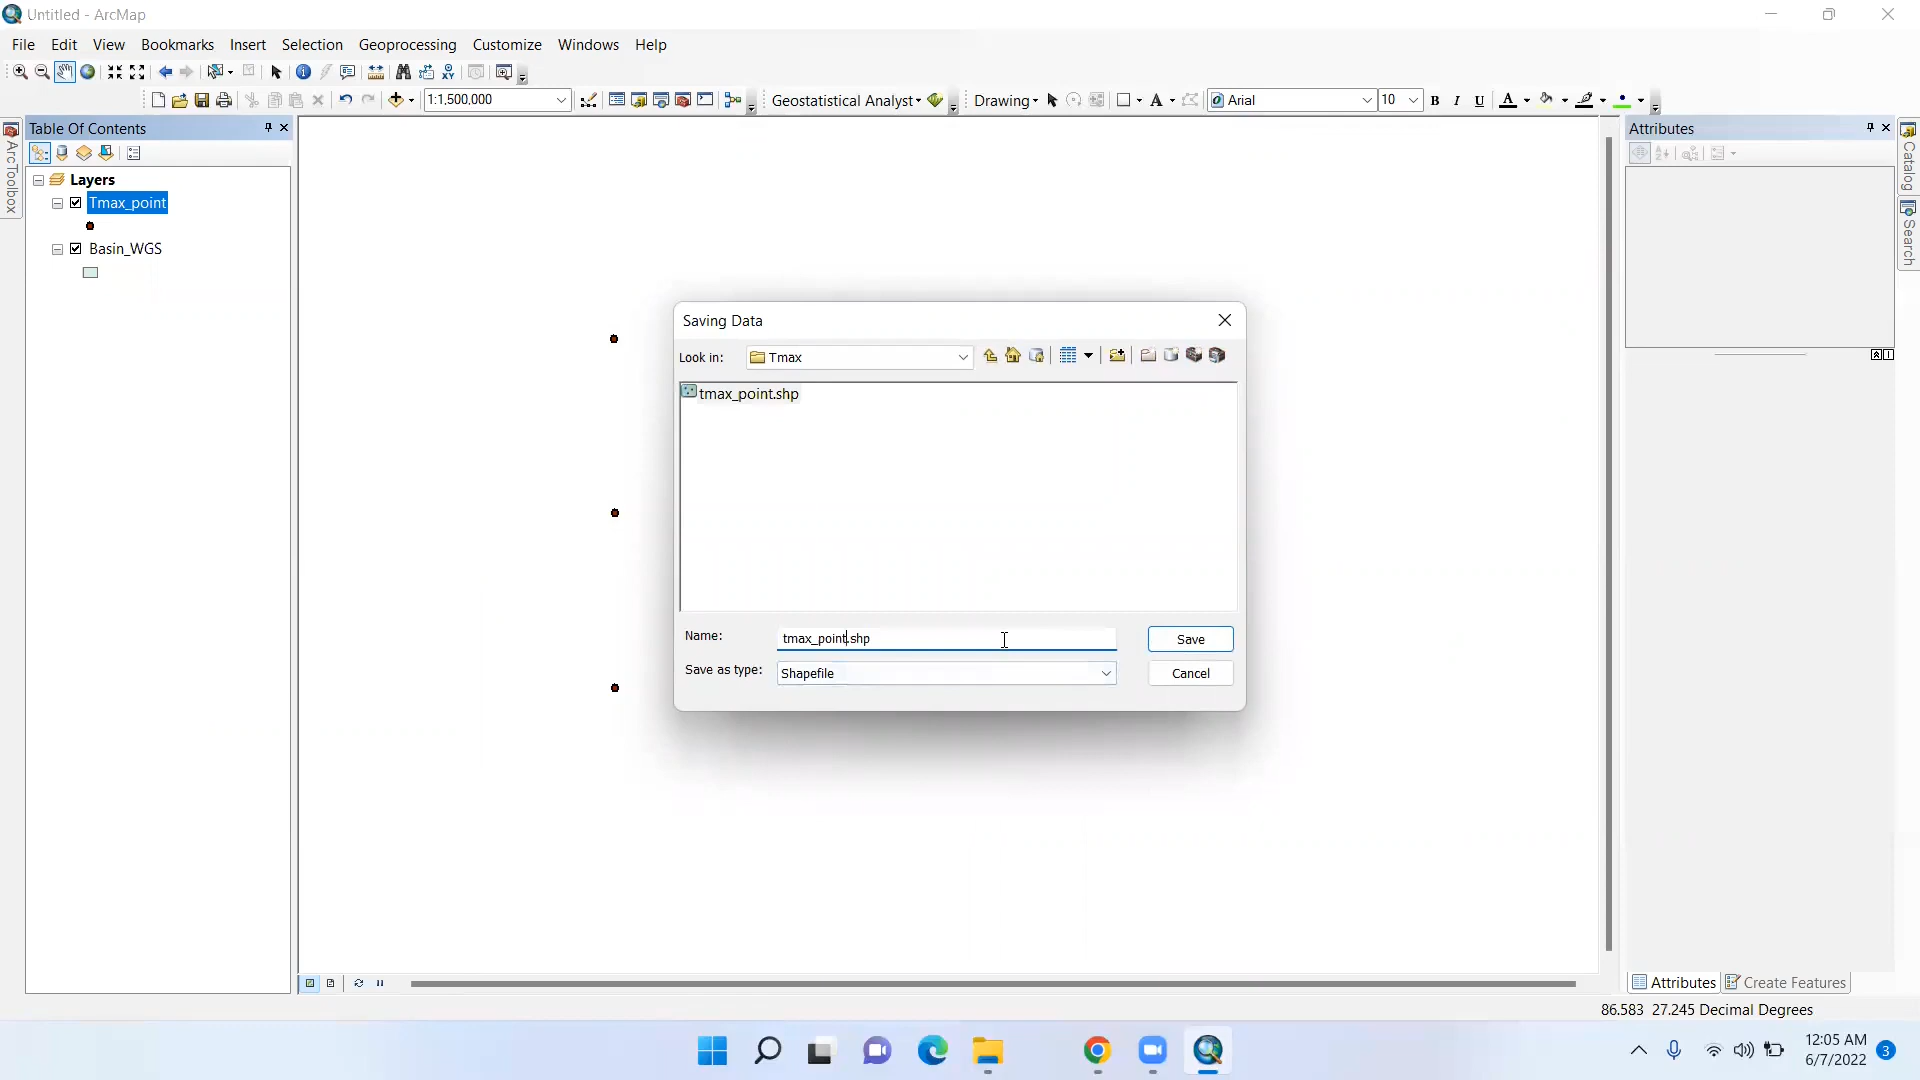 Untitled - ArcMap
File Edit View Bookmarks Insert Selection Geoprocessing Customize Windows Help
1:1,500,000 Geostatistical Analyst Drawing Arial 10 B I U A
Table Of Contents
Attributes
ArcToolbox
Catalog
Search
Layers
Tmax_point
Basin_WGS
Saving Data
Look in: Tmax
tmax_point.shp
Name: tmax_point.shp Save
Save as type: Shapefile Cancel
Attributes Create Features
86.583 27.245 Decimal Degrees
12:05 AM
6/7/2022
3